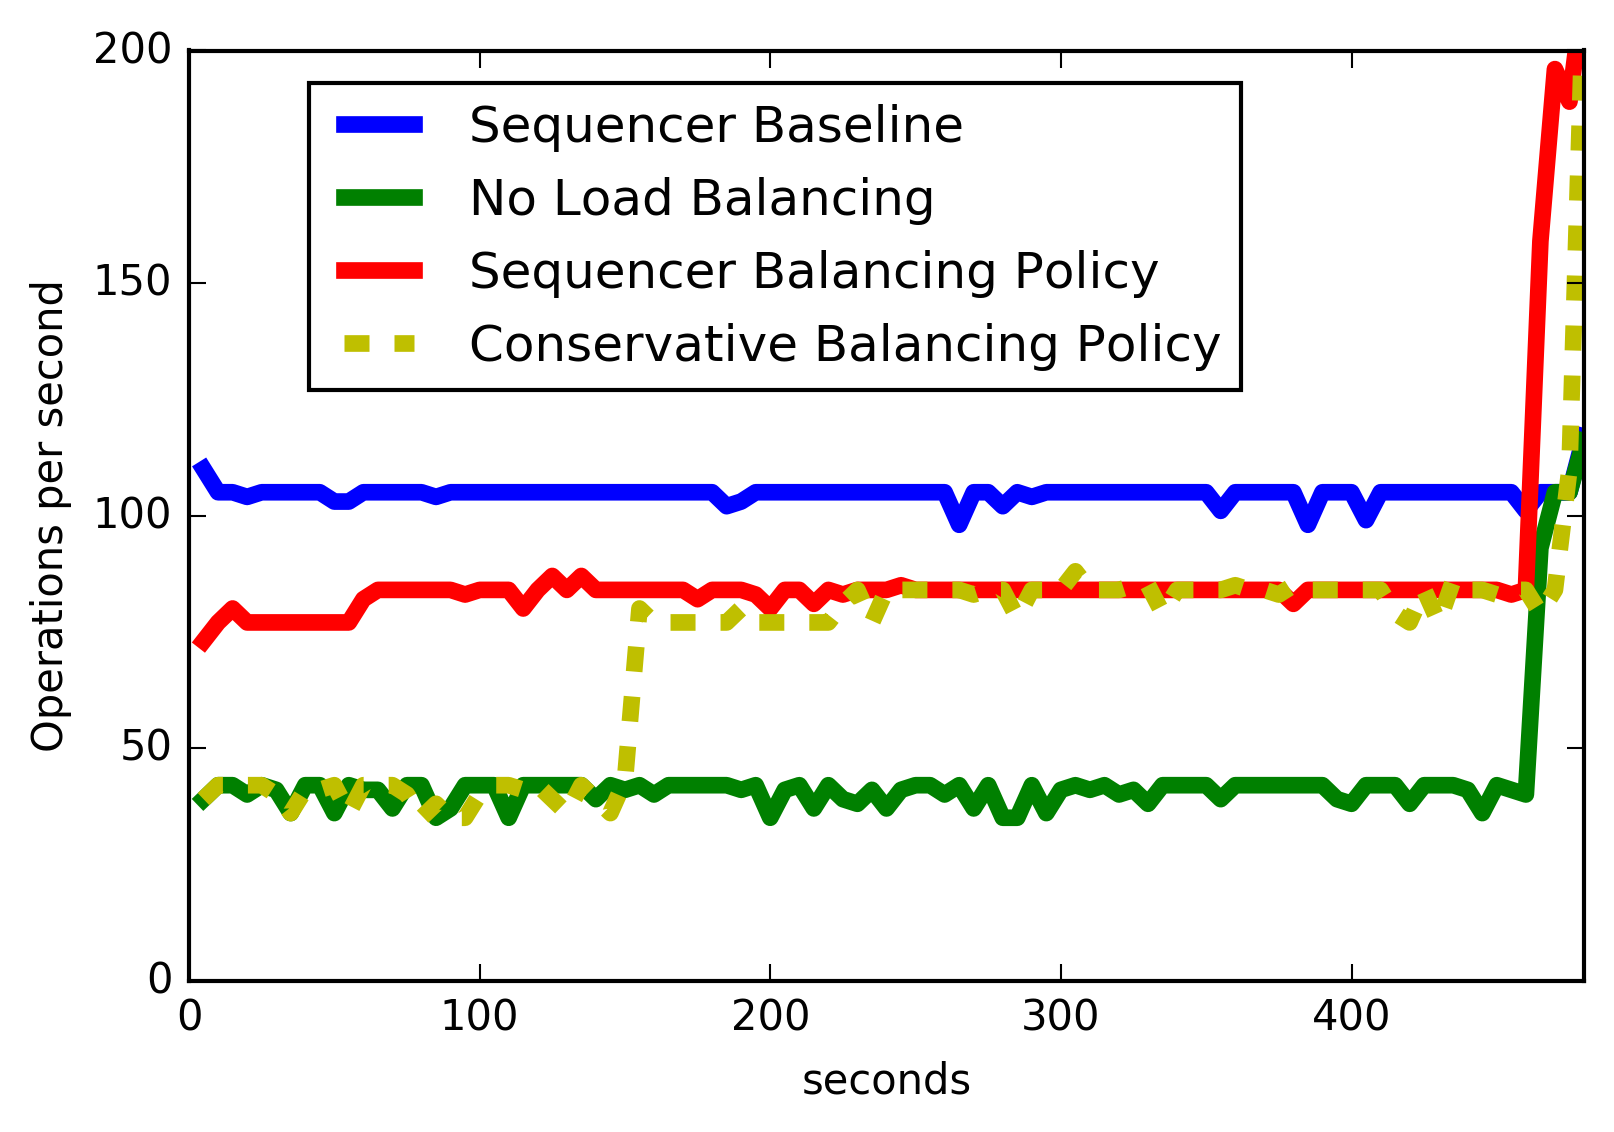 200
150
100
50
0
Operations per second
Sequencer Baseline
No Load Balancing
Sequencer Balancing Policy
Conservative Balancing Policy
0 100 200 300 400
seconds